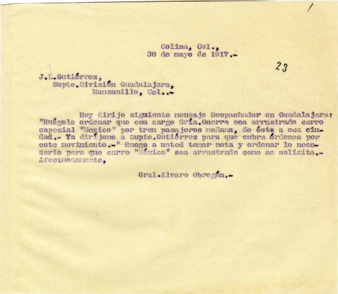 Colima, Col.,
30 de mayo de 1917.-
23
J.L.Gutiérrez,
Supte.División Guadalajara,
Manzanillo, Col..-
Hoy dirijo siguiente mensaje Despachador en Guadalajara:
"Ruégole ordenar que con cargo Sría.Guerra sea arrastrado carro
especial "México" por tren pasajeros mañana, de ésta a esa ciu-
dad.- Ya dirijome a Supte.Gutiérrez para que cubra órdenes por
este movimiento.-" Ruego a usted tomar nota y ordenar lo nece-
sario para que carro "México" sea arrastrado como se solicita.-
Afectuosamente,
Gral.Alvaro Obregón.-